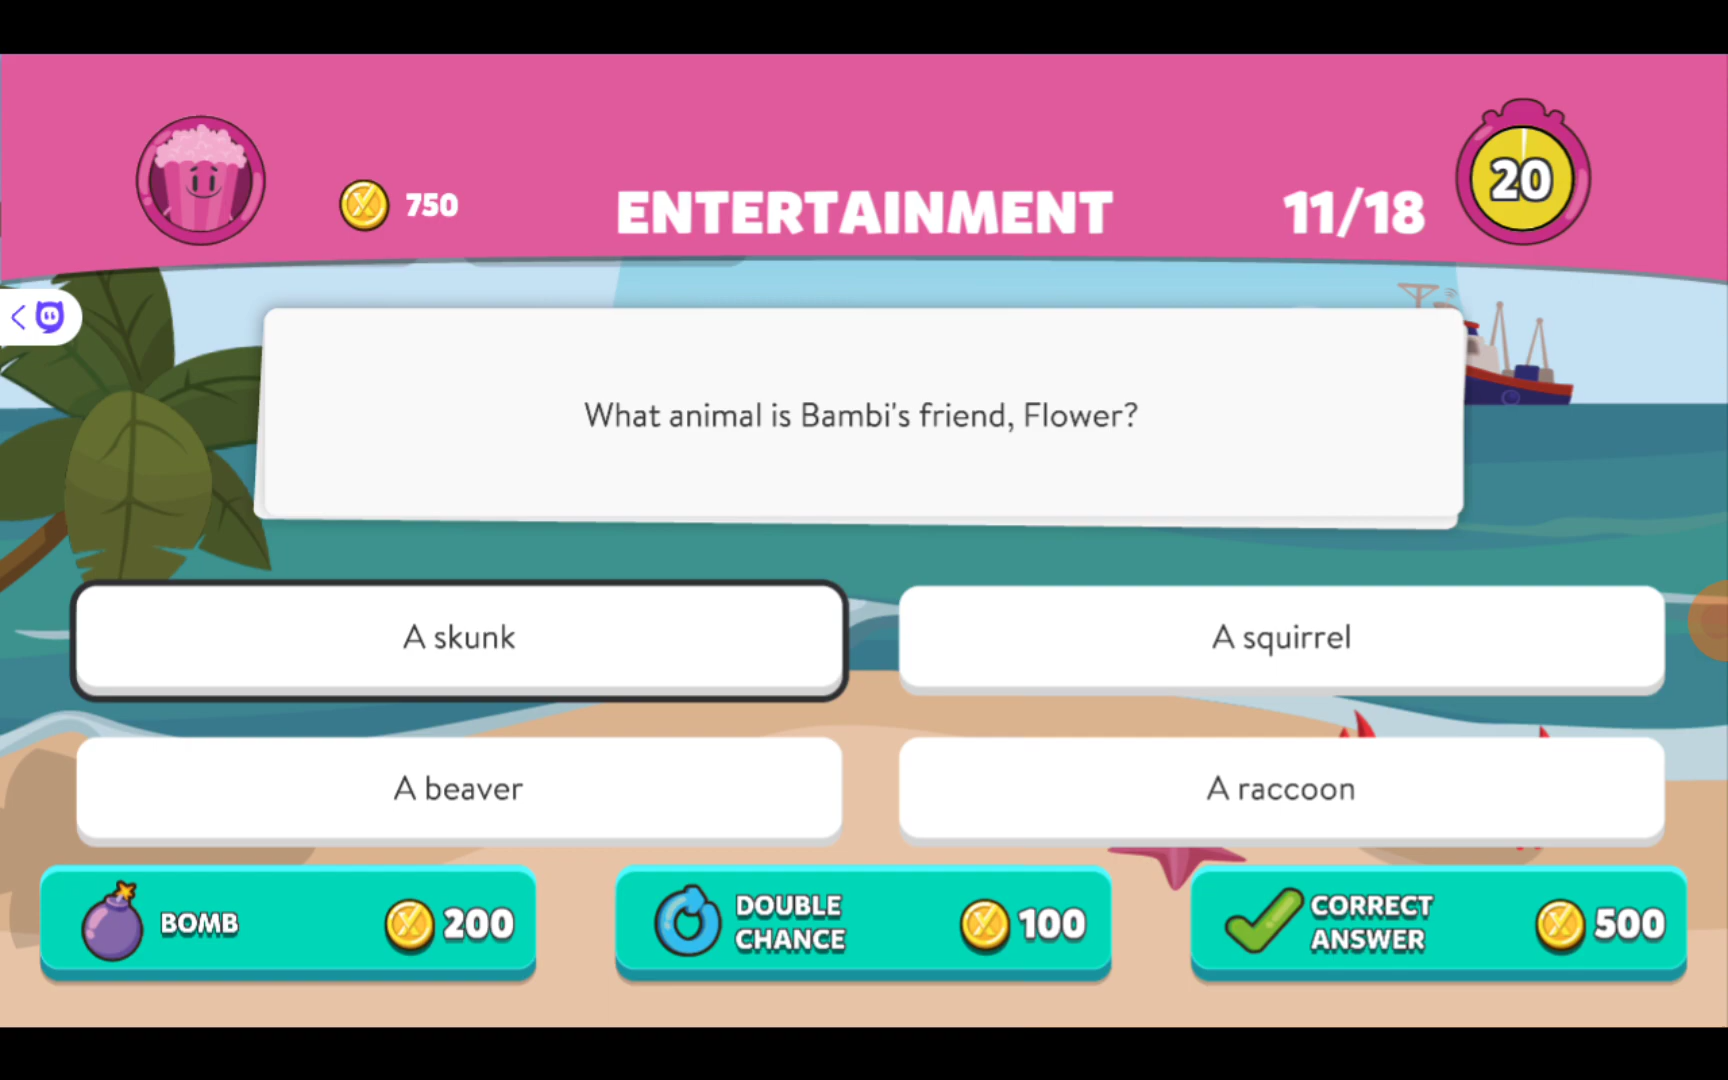 750
ENTERTAINMENT
11/18
20
What animal is Bambi's friend, Flower?
A skunk
A squirrel
A beaver
A raccoon
BOMB
200
DOUBLE
CHANCE
100
CORRECT
ANSWER
500